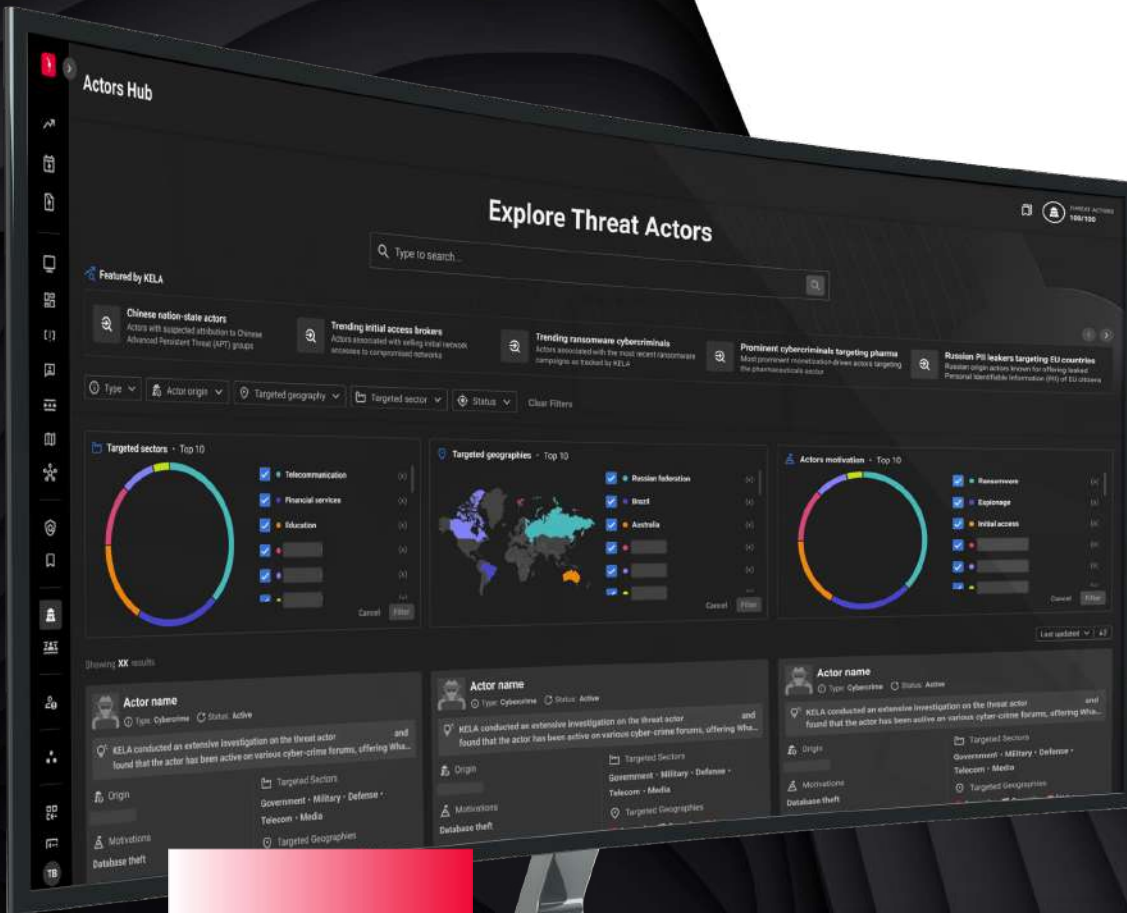 Actors Hub
THREAT ACTORS
100/100
Explore Threat Actors
Type to search...
Featured by KELA
Chinese nation-state actors
Actors with suspected attribution to Chinese
Advanced Persistent Threat (APT) groups
Trending initial access brokers
Actors associated with selling initial network
accesses to compromised networks
Trending ransomware cybercriminals
Actors associated with the most recent ransomware
campaigns as tracked by KELA
Prominent cybercriminals targeting pharma
Most prominent monetization-driven actors targeting
the pharmaceuticals sector
Russian PII leakers targeting EU countries
Russian origin actors known for offering leaked
Personal Identifiable Information (PII) of EU citizens
Type
Actor origin
Targeted geography
Targeted sector
Status
Clear Filters
Targeted sectors • Top 10
Telecommunication (x)
Financial services (x)
Education (x)
(x)
(x)
Cancel Filter
Targeted geographies • Top 10
Russian federation (x)
Brazil (x)
Australia (x)
(x)
(x)
Cancel Filter
Actors motivation • Top 10
Ransomware (x)
Espionage (x)
Initial access (x)
(x)
(x)
Cancel Filter
Last updated
Showing XX results
Actor name
Type: Cybercrime Status: Active
KELA conducted an extensive investigation on the threat actor and
found that the actor has been active on various cyber-crime forums, offering Wha...
Origin
Motivations
Database theft
Targeted Sectors
Government • Military • Defense •
Telecom • Media
Targeted Geographies
Actor name
Type: Cybercrime Status: Active
KELA conducted an extensive investigation on the threat actor and
found that the actor has been active on various cyber-crime forums, offering Wha...
Origin
Motivations
Database theft
Targeted Sectors
Government • Military • Defense •
Telecom • Media
Targeted Geographies
Actor name
Type: Cybercrime Status: Active
KELA conducted an extensive investigation on the threat actor and
found that the actor has been active on various cyber-crime forums, offering Wha...
Origin
Motivations
Database theft
Targeted Sectors
Government • Military • Defense •
Telecom • Media
Targeted Geographies
TB